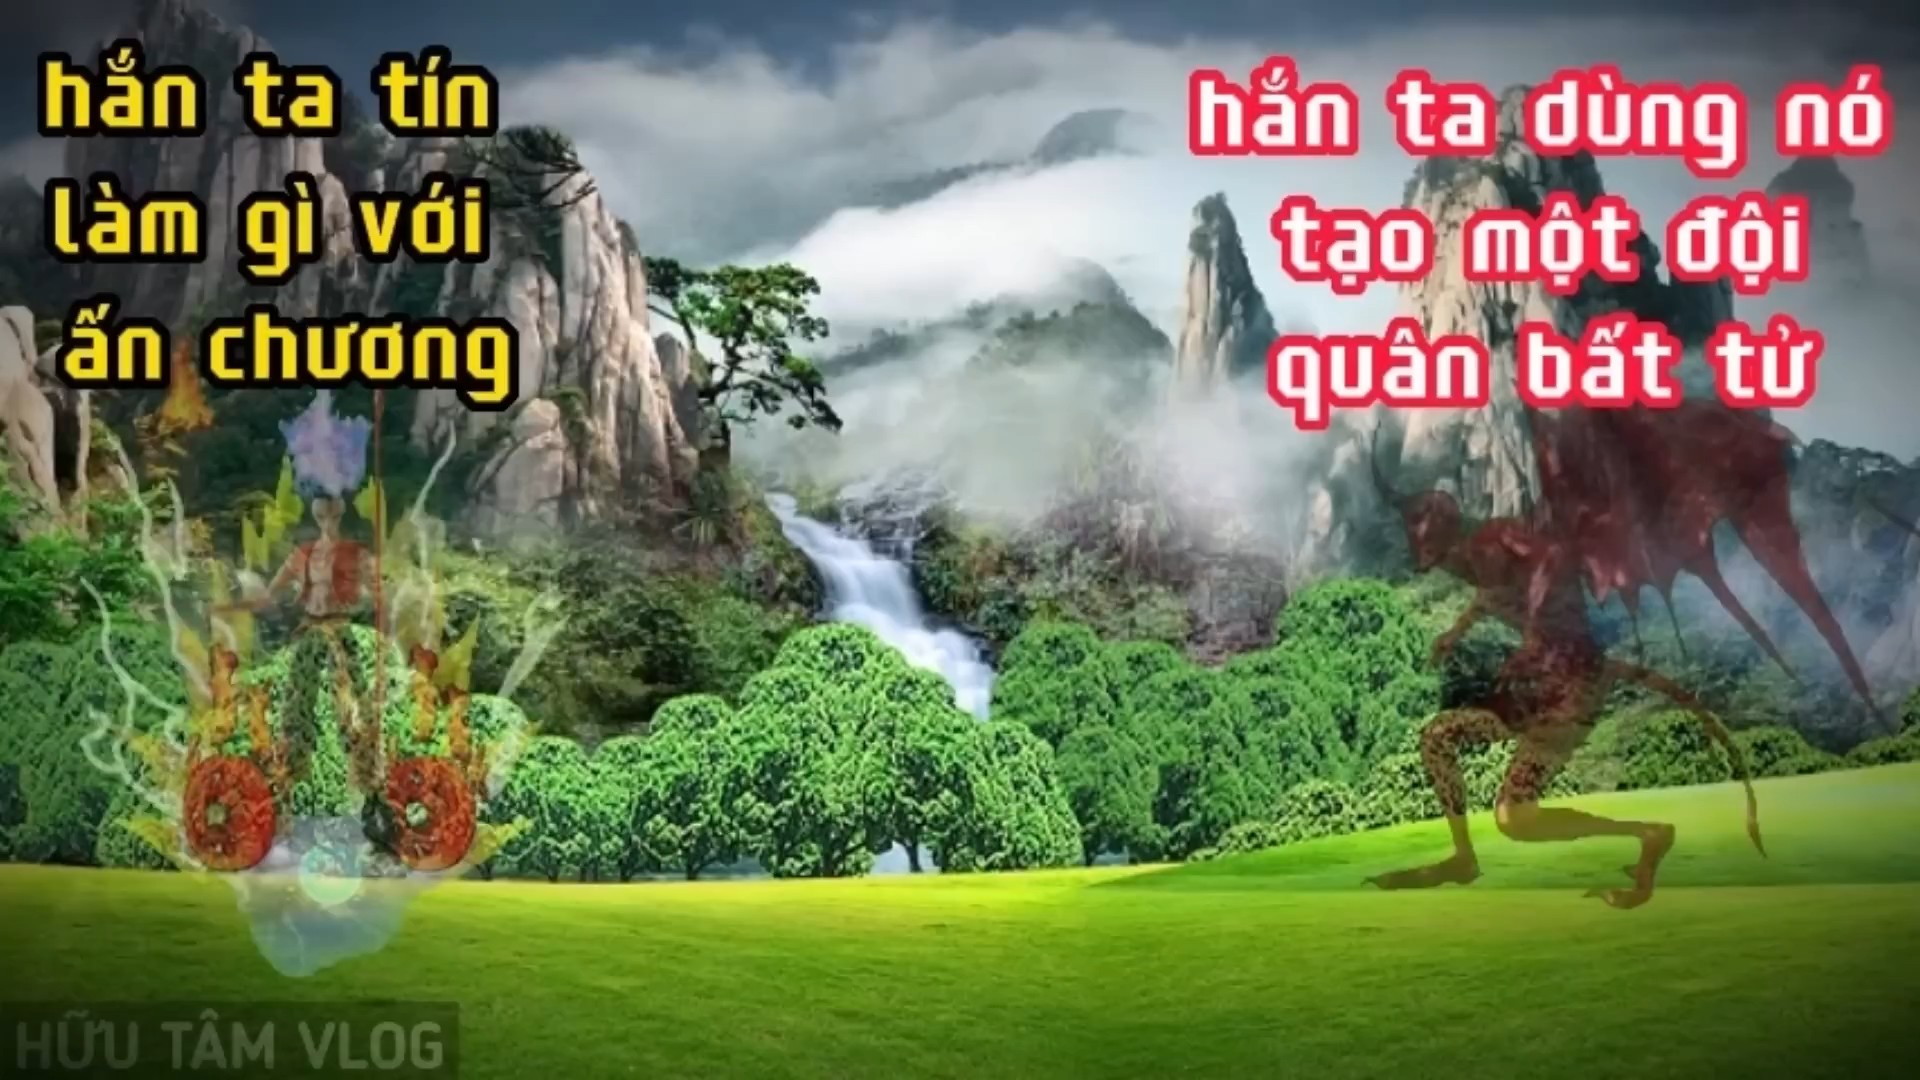 hắn ta tín
làm gì với
ấn chương
hắn ta dùng nó
tạo một đội
quân bất tử
HỮU TÂM VLOG